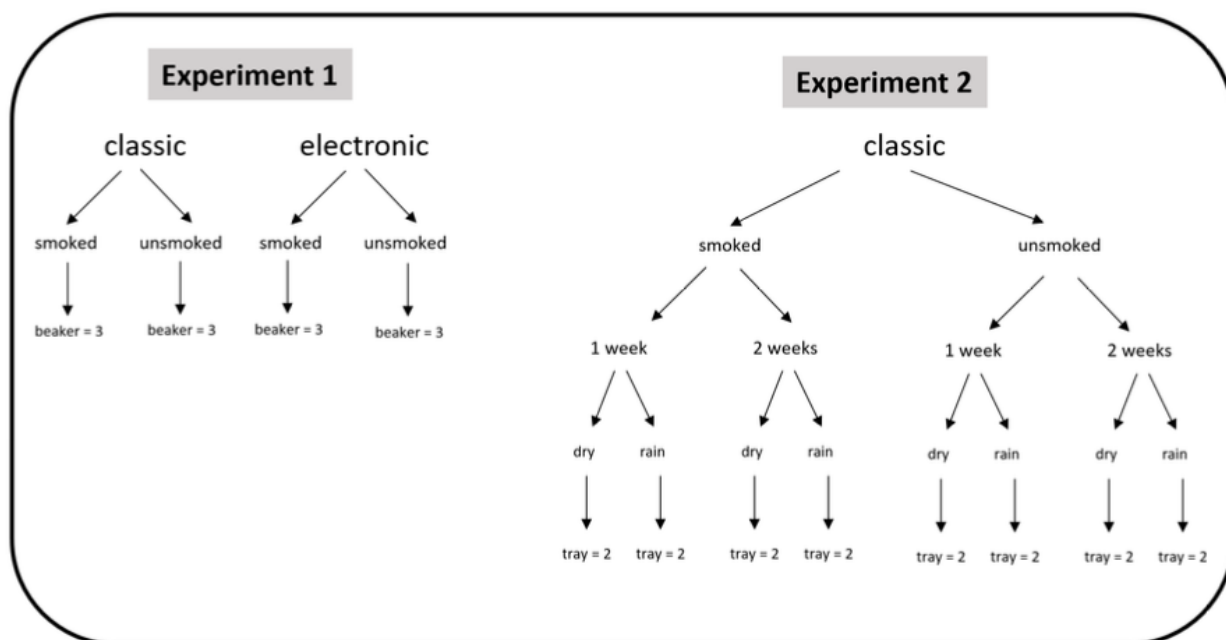 Experiment 1
classic electronic
smoked unsmoked smoked unsmoked
beaker = 3 beaker = 3 beaker = 3 beaker = 3
Experiment 2
classic
smoked unsmoked
1 week 2 weeks 1 week 2 weeks
dry rain dry rain dry rain dry rain
tray = 2 tray = 2 tray = 2 tray = 2 tray = 2 tray = 2 tray = 2 tray = 2